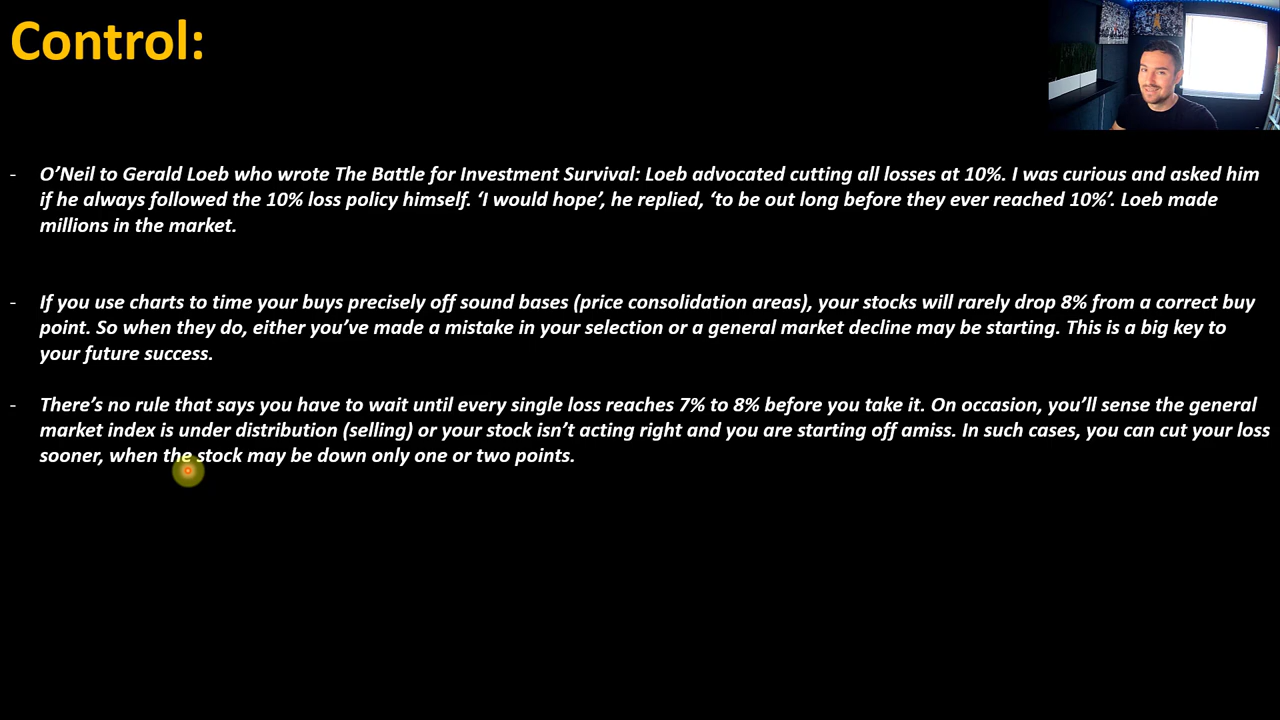 Control:
- O'Neil to Gerald Loeb who wrote The Battle for Investment Survival: Loeb advocated cutting all losses at 10%. I was curious and asked him
if he always followed the 10% loss policy himself. ‘I would hope’, he replied, ‘to be out long before they ever reached 10%’. Loeb made
millions in the market.
- If you use charts to time your buys precisely off sound bases (price consolidation areas), your stocks will rarely drop 8% from a correct buy
point. So when they do, either you’ve made a mistake in your selection or a general market decline may be starting. This is a big key to
your future success.
- There’s no rule that says you have to wait until every single loss reaches 7% to 8% before you take it. On occasion, you’ll sense the general
market index is under distribution (selling) or your stock isn’t acting right and you are starting off amiss. In such cases, you can cut your loss
sooner, when the stock may be down only one or two points.